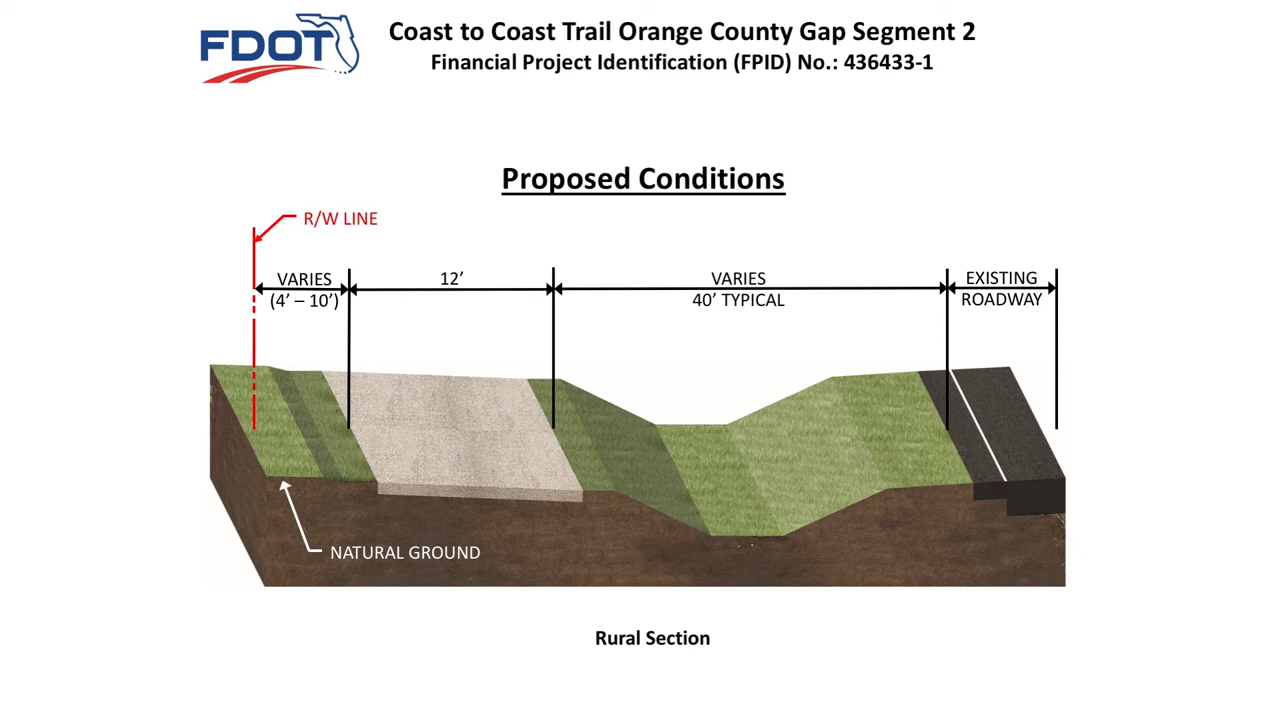 FDOT
Coast to Coast Trail Orange County Gap Segment 2
Financial Project Identification (FPID) No.: 436433-1
Proposed Conditions
R/W LINE
VARIES
(4’ – 10’)
12’
VARIES
40’ TYPICAL
EXISTING
ROADWAY
NATURAL GROUND
Rural Section